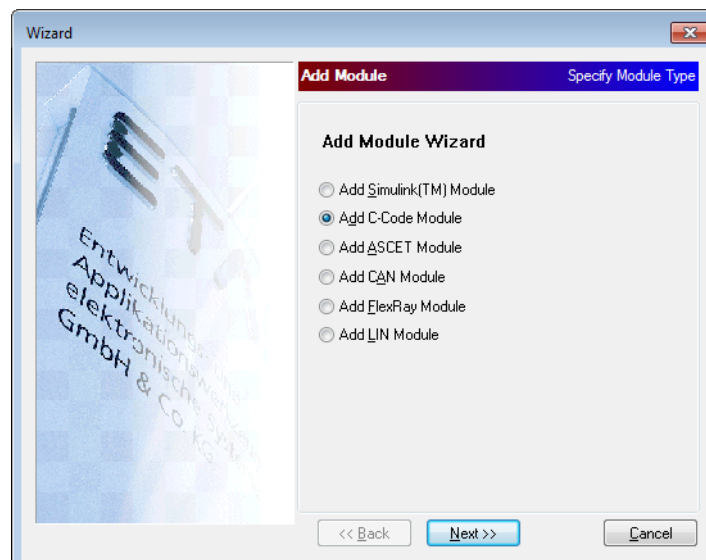 Wizard
Add Module
Specify Module Type
ET
Entwicklungs- und
Applikationswerkzeuge
elektronische Systeme
GmbH & Co. KG
Add Module Wizard
Add Simulink(TM) Module
Add C-Code Module
Add ASCET Module
Add CAN Module
Add FlexRay Module
Add LIN Module
<< Back
Next >>
Cancel